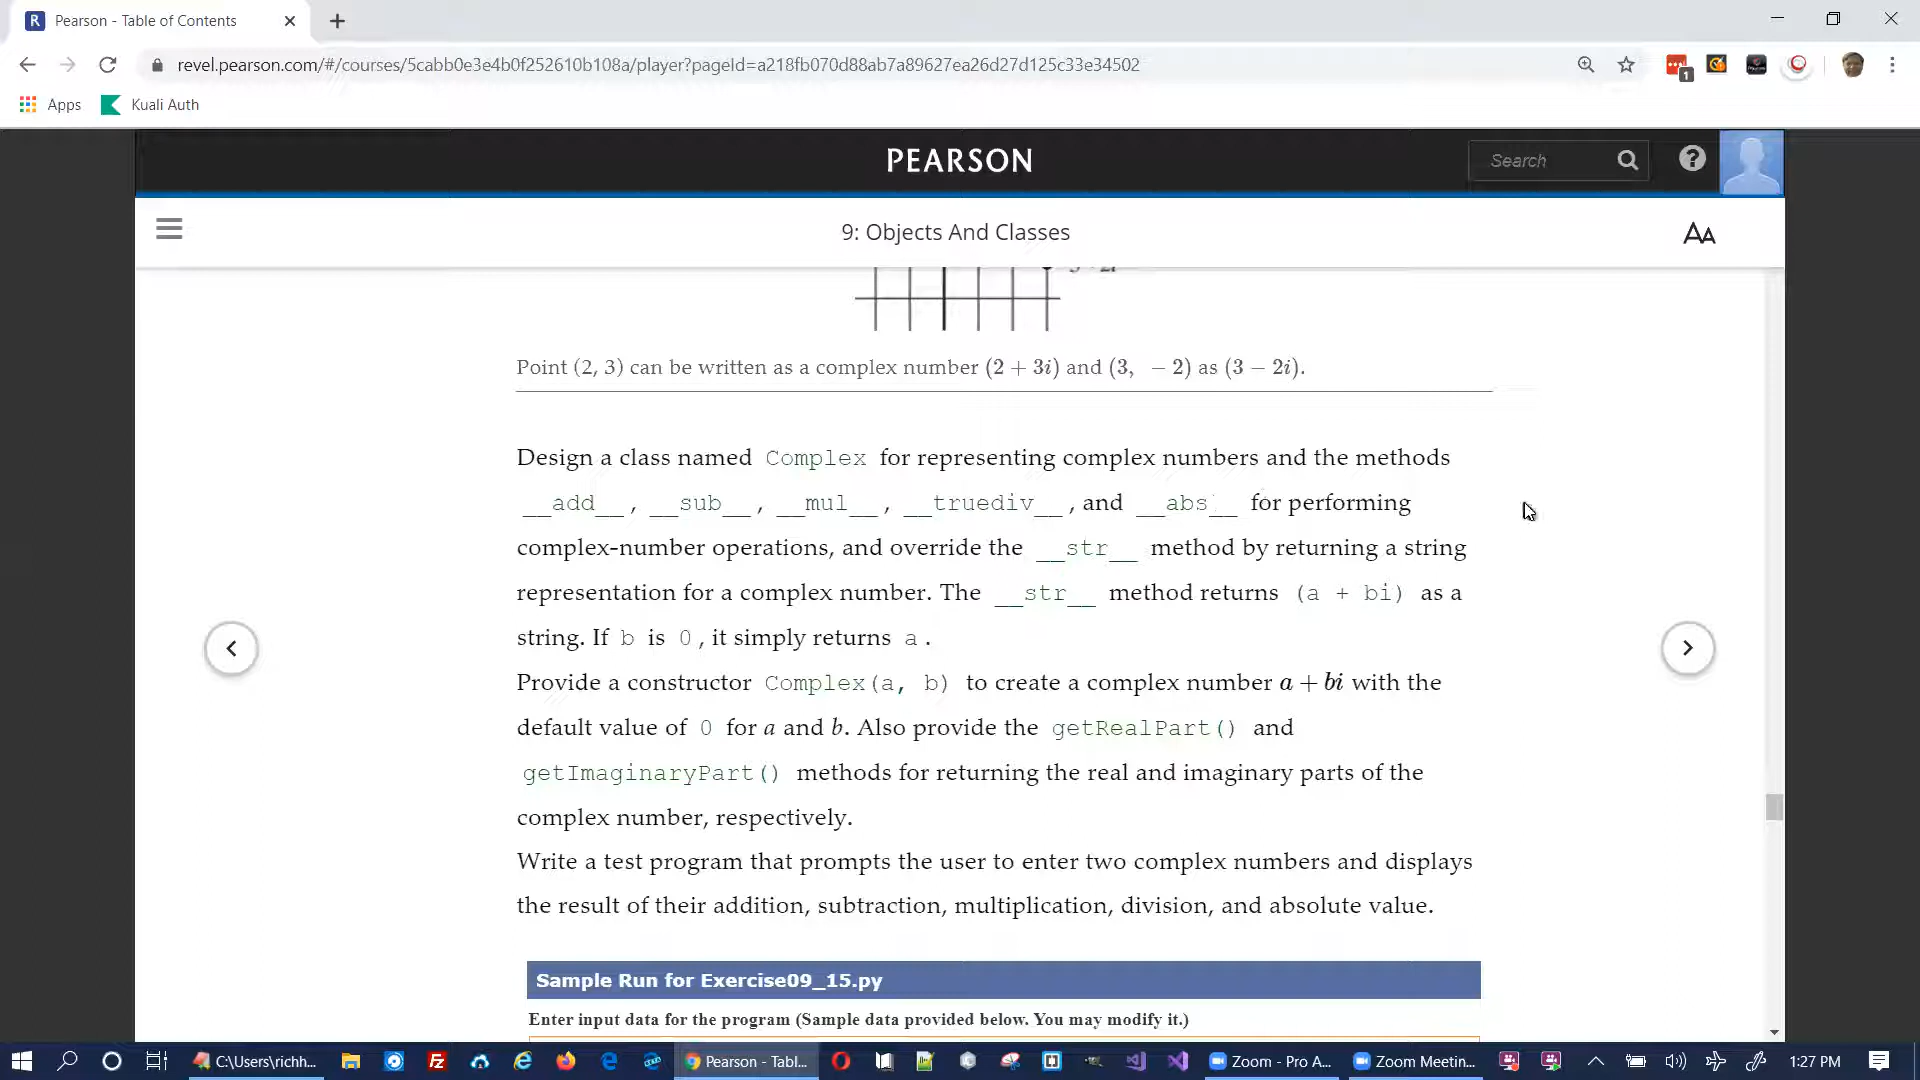 Pearson - Table of Contents
revel.pearson.com/#/courses/5cabb0e3e4b0f252610b108a/player?pageId=a218fb070d88ab7a89627ea26d27d125c33e34502
1
Apps
Kuali Auth
PEARSON
Search
9: Objects And Classes
AA
Point (2, 3) can be written as a complex number (2 + 3i) and (3, − 2) as (3 − 2i).
Design a class named Complex for representing complex numbers and the methods
__add__, __sub__, __mul__, __truediv__, and __abs__ for performing
complex-number operations, and override the __str__ method by returning a string
representation for a complex number. The __str__ method returns (a + bi) as a
string. If b is 0, it simply returns a.
Provide a constructor Complex(a, b) to create a complex number a + bi with the
default value of 0 for a and b. Also provide the getRealPart() and
getImaginaryPart() methods for returning the real and imaginary parts of the
complex number, respectively.
Write a test program that prompts the user to enter two complex numbers and displays
the result of their addition, subtraction, multiplication, division, and absolute value.
Sample Run for Exercise09_15.py
Enter input data for the program (Sample data provided below. You may modify it.)
C:\Users\richh...
Pearson - Tabl...
Zoom - Pro A...
Zoom Meetin...
1:27 PM